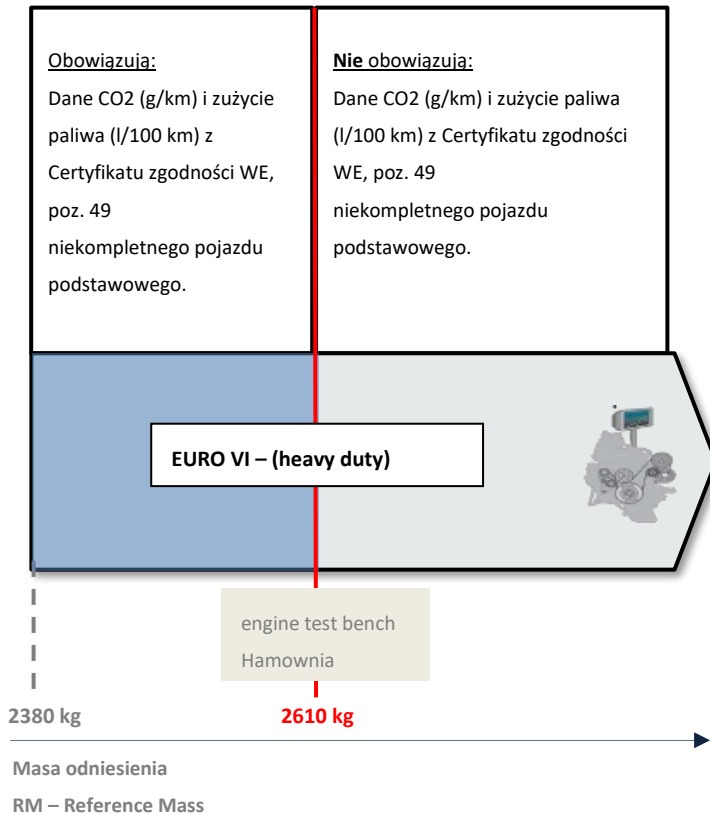 Obowiązują:
Dane CO2 (g/km) i zużycie
paliwa (l/100 km) z
Certyfikatu zgodności WE,
poz. 49
niekompletnego pojazdu
podstawowego.
Nie obowiązują:
Dane CO2 (g/km) i zużycie paliwa
(l/100 km) z Certyfikatu zgodności
WE, poz. 49
niekompletnego pojazdu
podstawowego.
EURO VI – (heavy duty)
engine test bench
Hamownia
2380 kg
2610 kg
Masa odniesienia
RM – Reference Mass